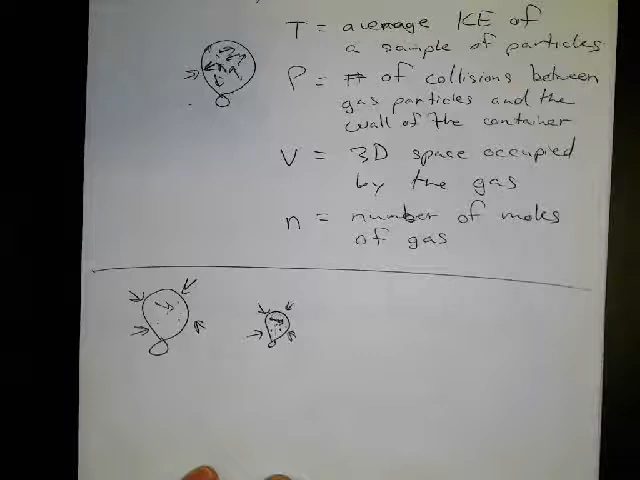 T = average KE of
a sample of particles
P = # of collisions between
gas particles and the
wall of the container
V = 3D space occupied
by the gas
n = number of moles
of gas